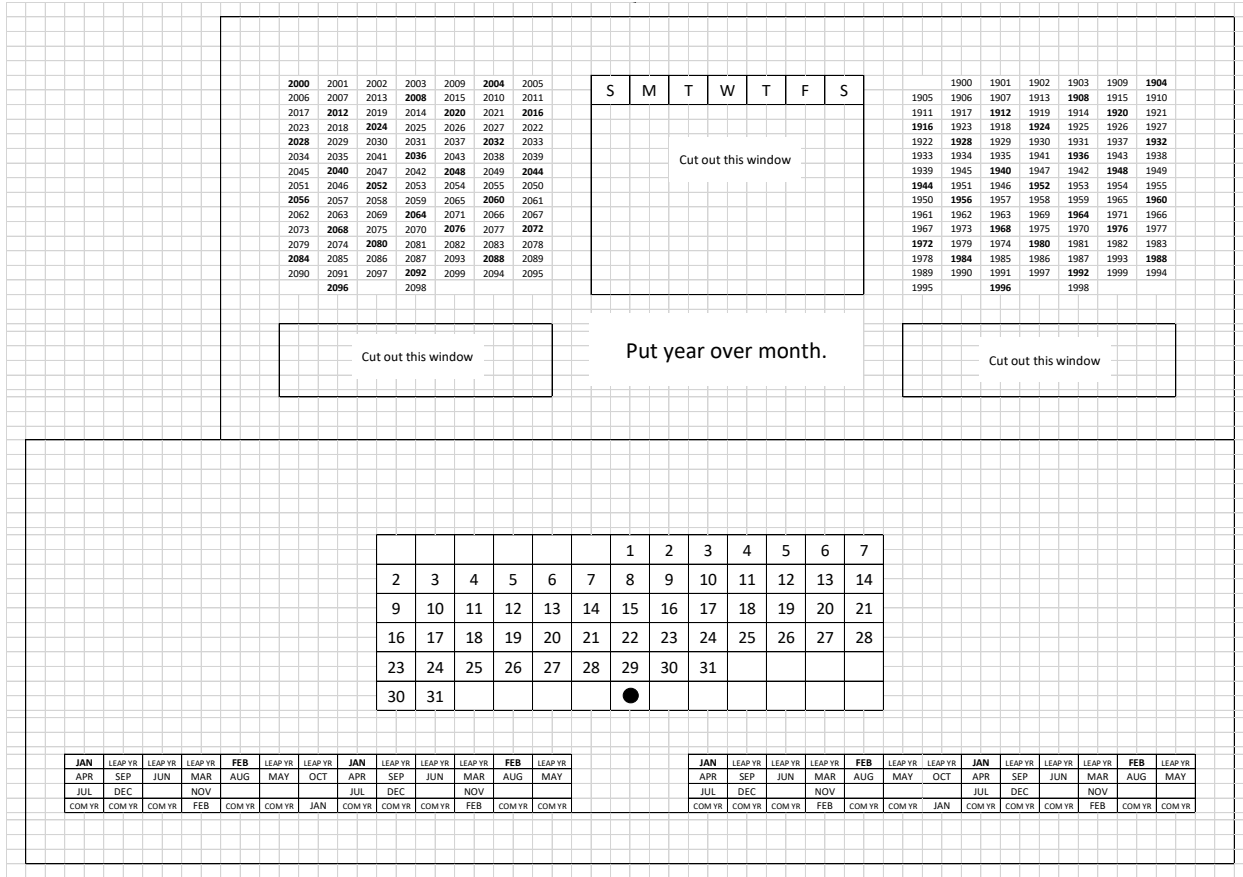 2000 2001 2002 2003 2009 2004 2005
2006 2007 2013 2008 2015 2010 2011
2017 2012 2019 2014 2020 2021 2016
2023 2018 2024 2025 2026 2027 2022
2028 2029 2030 2031 2037 2032 2033
2034 2035 2041 2036 2043 2038 2039
2045 2040 2047 2042 2048 2049 2044
2051 2046 2052 2053 2054 2055 2050
2056 2057 2058 2059 2065 2060 2061
2062 2063 2069 2064 2071 2066 2067
2073 2068 2075 2070 2076 2077 2072
2079 2074 2080 2081 2082 2083 2078
2084 2085 2086 2087 2093 2088 2089
2090 2091 2097 2092 2099 2094 2095
2096 2098
S M T W T F S
Cut out this window
1900 1901 1902 1903 1909 1904
1905 1906 1907 1913 1908 1915 1910
1911 1917 1912 1919 1914 1920 1921
1916 1923 1918 1924 1925 1926 1927
1922 1928 1929 1930 1931 1937 1932
1933 1934 1935 1941 1936 1943 1938
1939 1945 1940 1947 1942 1948 1949
1944 1951 1946 1952 1953 1954 1955
1950 1956 1957 1958 1959 1965 1960
1961 1962 1963 1969 1964 1971 1966
1967 1973 1968 1975 1970 1976 1977
1972 1979 1974 1980 1981 1982 1983
1978 1984 1985 1986 1987 1993 1988
1989 1990 1991 1997 1992 1999 1994
1995 1996 1998
Cut out this window
Put year over month.
Cut out this window
1 2 3 4 5 6 7
2 3 4 5 6 7 8 9 10 11 12 13 14
9 10 11 12 13 14 15 16 17 18 19 20 21
16 17 18 19 20 21 22 23 24 25 26 27 28
23 24 25 26 27 28 29 30 31
30 31
JAN LEAP YR LEAP YR LEAP YR FEB LEAP YR LEAP YR JAN LEAP YR LEAP YR LEAP YR FEB LEAP YR
APR SEP JUN MAR AUG MAY OCT APR SEP JUN MAR AUG MAY
JUL DEC NOV JUL DEC NOV
COM YR COM YR COM YR FEB COM YR COM YR JAN COM YR COM YR COM YR FEB COM YR COM YR
JAN LEAP YR LEAP YR LEAP YR FEB LEAP YR LEAP YR JAN LEAP YR LEAP YR LEAP YR FEB LEAP YR
APR SEP JUN MAR AUG MAY OCT APR SEP JUN MAR AUG MAY
JUL DEC NOV JUL DEC NOV
COM YR COM YR COM YR FEB COM YR COM YR JAN COM YR COM YR COM YR FEB COM YR COM YR